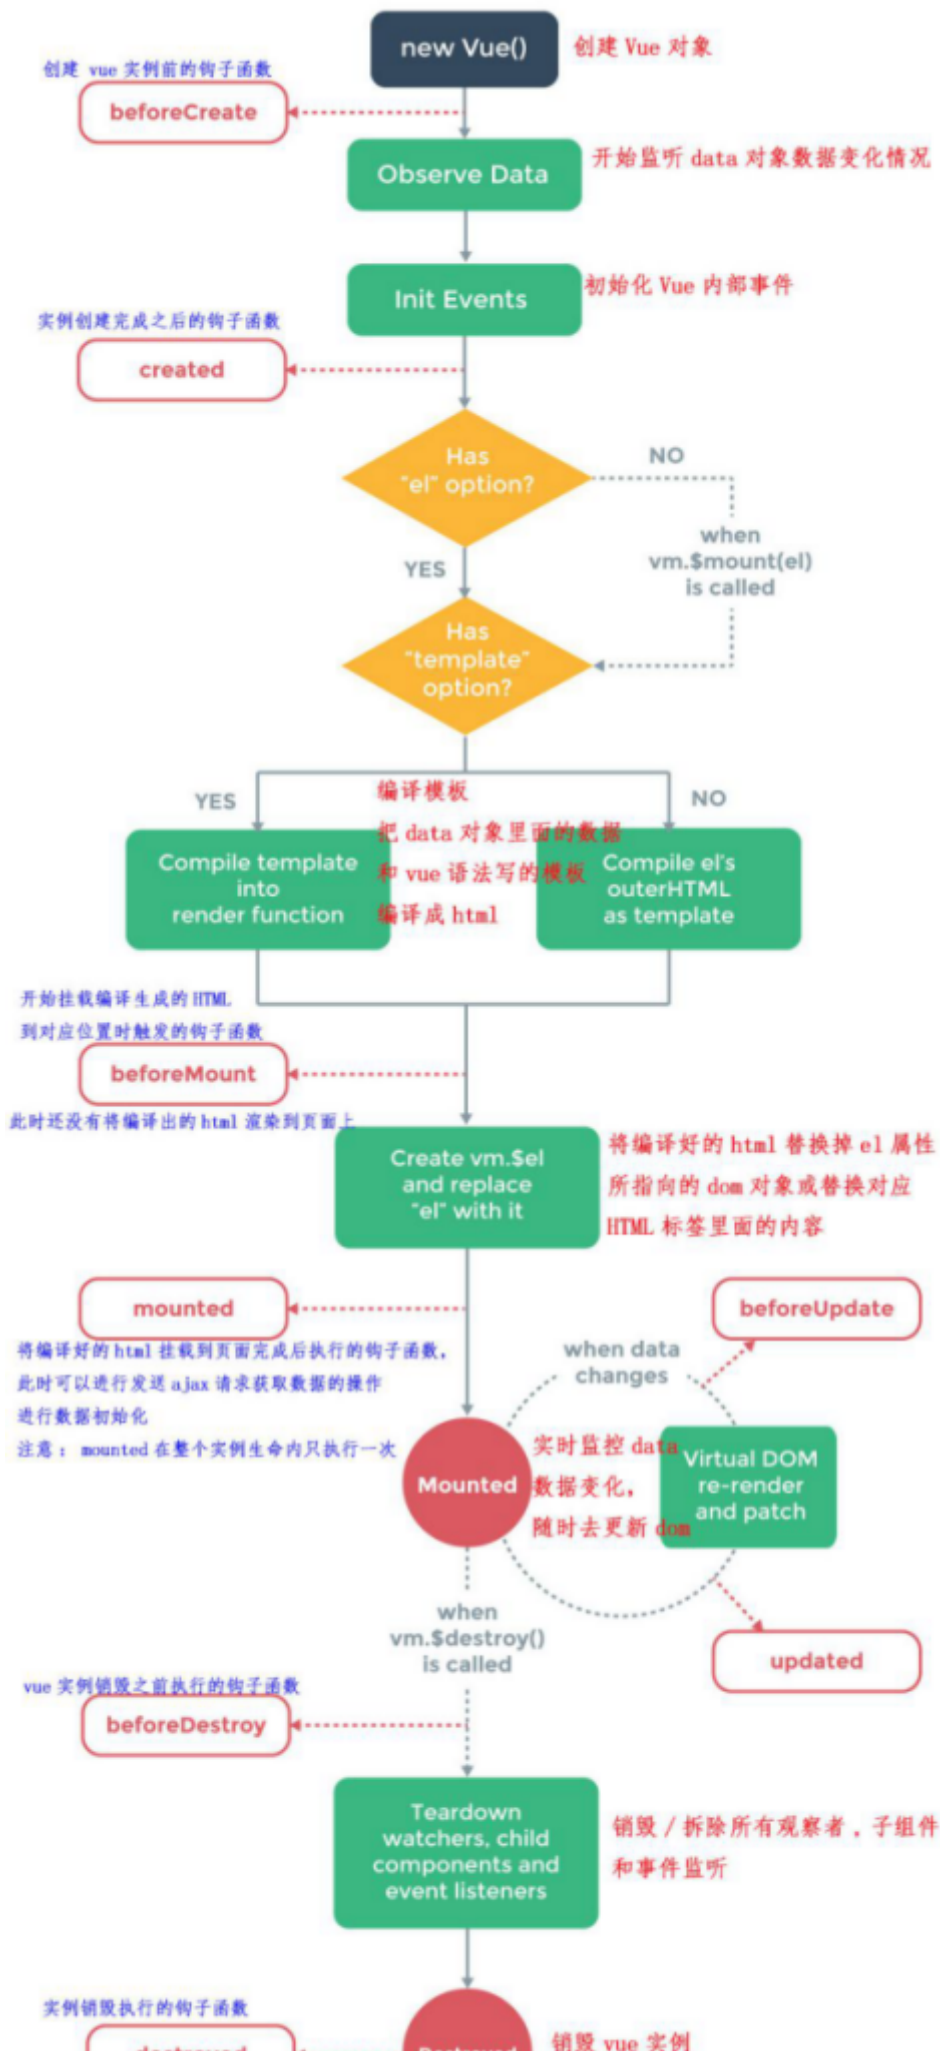 new Vue()
创建 Vue 对象
创建 vue 实例前的钩子函数
beforeCreate
Observe Data
开始监听 data 对象数据变化情况
Init Events
初始化 Vue 内部事件
实例创建完成之后的钩子函数
created
Has
"el" option?
NO
when
vm.$mount(el)
is called
YES
Has
"template"
option?
YES
NO
编译模板
把 data 对象里面的数据
和 vue 语法写的模板
编译成 html
Compile template
into
render function
Compile el's
outerHTML
as template
开始挂载编译生成的 HTML
到对应位置时触发的钩子函数
beforeMount
此时还没有将编译出的 html 渲染到页面上
Create vm.$el
and replace
"el" with it
将编译好的 html 替换掉 el 属性
所指向的 dom 对象或替换对应
HTML 标签里面的内容
mounted
将编译好的 html 挂载到页面完成后执行的钩子函数，
此时可以进行发送 ajax 请求获取数据的操作
进行数据初始化
注意： mounted 在整个实例生命内只执行一次
beforeUpdate
when data
changes
Mounted
实时监控 data
数据变化，
随时去更新 dom
Virtual DOM
re-render
and patch
when
vm.$destroy()
is called
updated
vue 实例销毁之前执行的钩子函数
beforeDestroy
Teardown
watchers, child
components and
event listeners
销毁 / 拆除所有观察者 , 子组件
和事件监听
实例销毁执行的钩子函数
destroyed
Destroyed
销毁 vue 实例